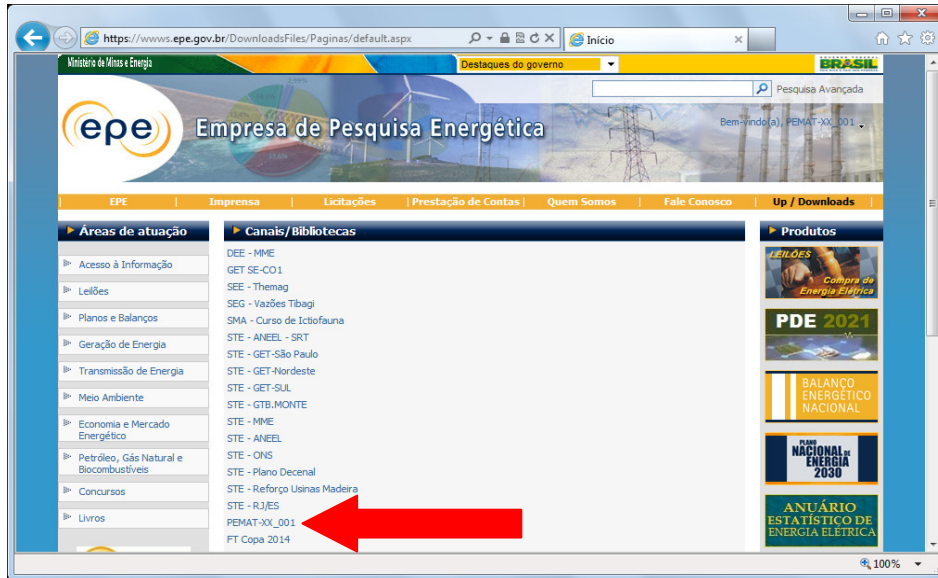 https://wwws.epe.gov.br/DownloadsFiles/Paginas/default.aspx
Início
Ministério de Minas e Energia
Destaques do governo
BRASIL
Pesquisa Avançada
epe
Empresa de Pesquisa Energética
Bem-vindo(a), PEMAT-XX_001
EPE | Imprensa | Licitações | Prestação de Contas | Quem Somos | Fale Conosco | Up / Downloads
Áreas de atuação
Acesso à Informação
Leilões
Planos e Balanços
Geração de Energia
Transmissão de Energia
Meio Ambiente
Economia e Mercado
Energético
Petróleo, Gás Natural e
Biocombustíveis
Concursos
Livros
Canais/Bibliotecas
DEE - MME
GET SE-CO1
SEE - Themag
SEG - Vazões Tibagi
SMA - Curso de Ictiofauna
STE - ANEEL - SRT
STE - GET-São Paulo
STE - GET-Nordeste
STE - GET-SUL
STE - GTB.MONTE
STE - MME
STE - ANEEL
STE - ONS
STE - Plano Decenal
STE - Reforço Usinas Madeira
STE - RJ/ES
PEMAT-XX_001
FT Copa 2014
Produtos
LEILÕES
Compra de
Energia Elétrica
PDE 2021
BALANÇO
ENERGÉTICO
NACIONAL
PLANO
NACIONAL DE
ENERGIA
2030
ANUÁRIO
ESTATÍSTICO DE
ENERGIA ELÉTRICA
100%